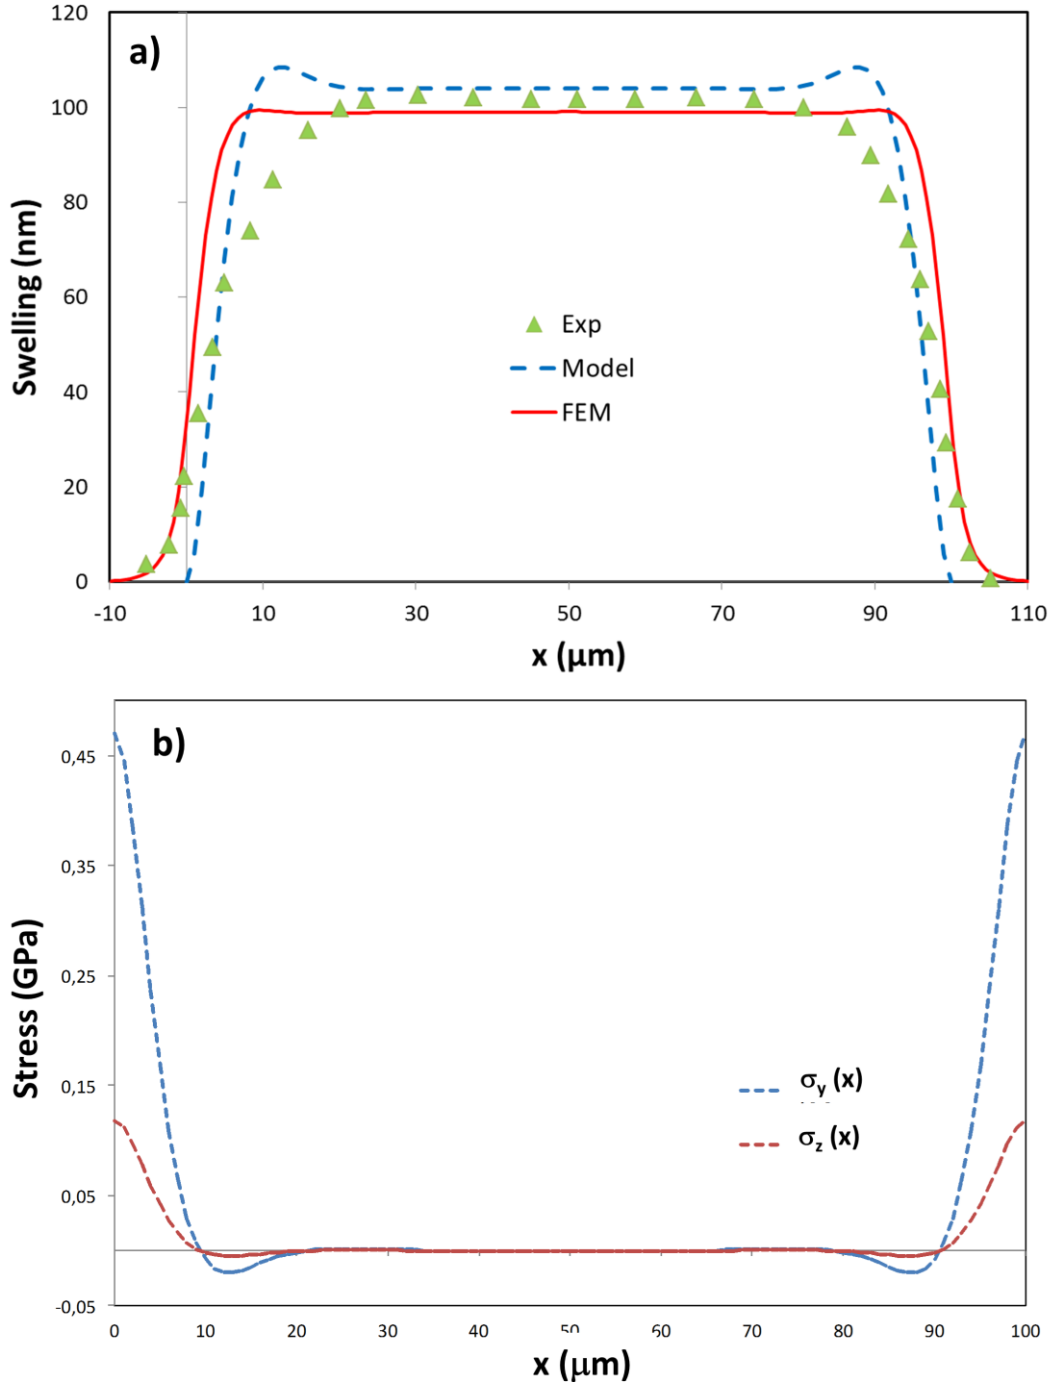 a)
120
100
80
60
40
20
0
Swelling (nm)
Exp
Model
FEM
-10 10 30 50 70 90 110
x (μm)
b)
0,45
0,35
0,25
0,15
0,05
-0,05
Stress (GPa)
σy (x)
σz (x)
0 10 20 30 40 50 60 70 80 90 100
x (μm)